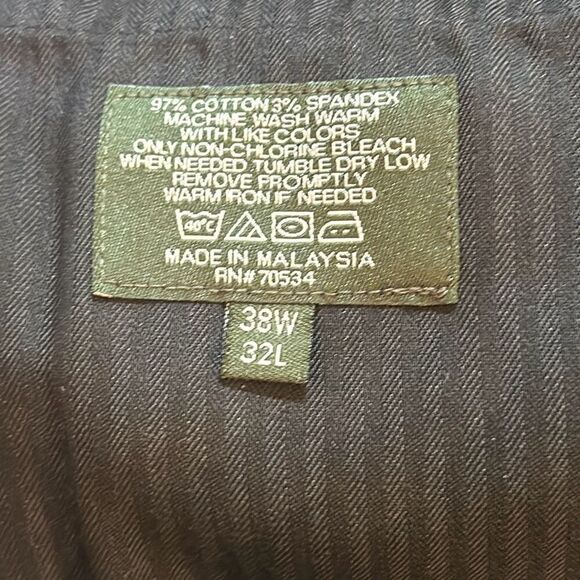 97% COTTON 3% SPANDEX
MACHINE WASH WARM
WITH LIKE COLORS
ONLY NON-CHLORINE BLEACH
WHEN NEEDED TUMBLE DRY LOW
REMOVE PROMPTLY
WARM IRON IF NEEDED
40°C
MADE IN MALAYSIA
RN# 70534
38W
32L